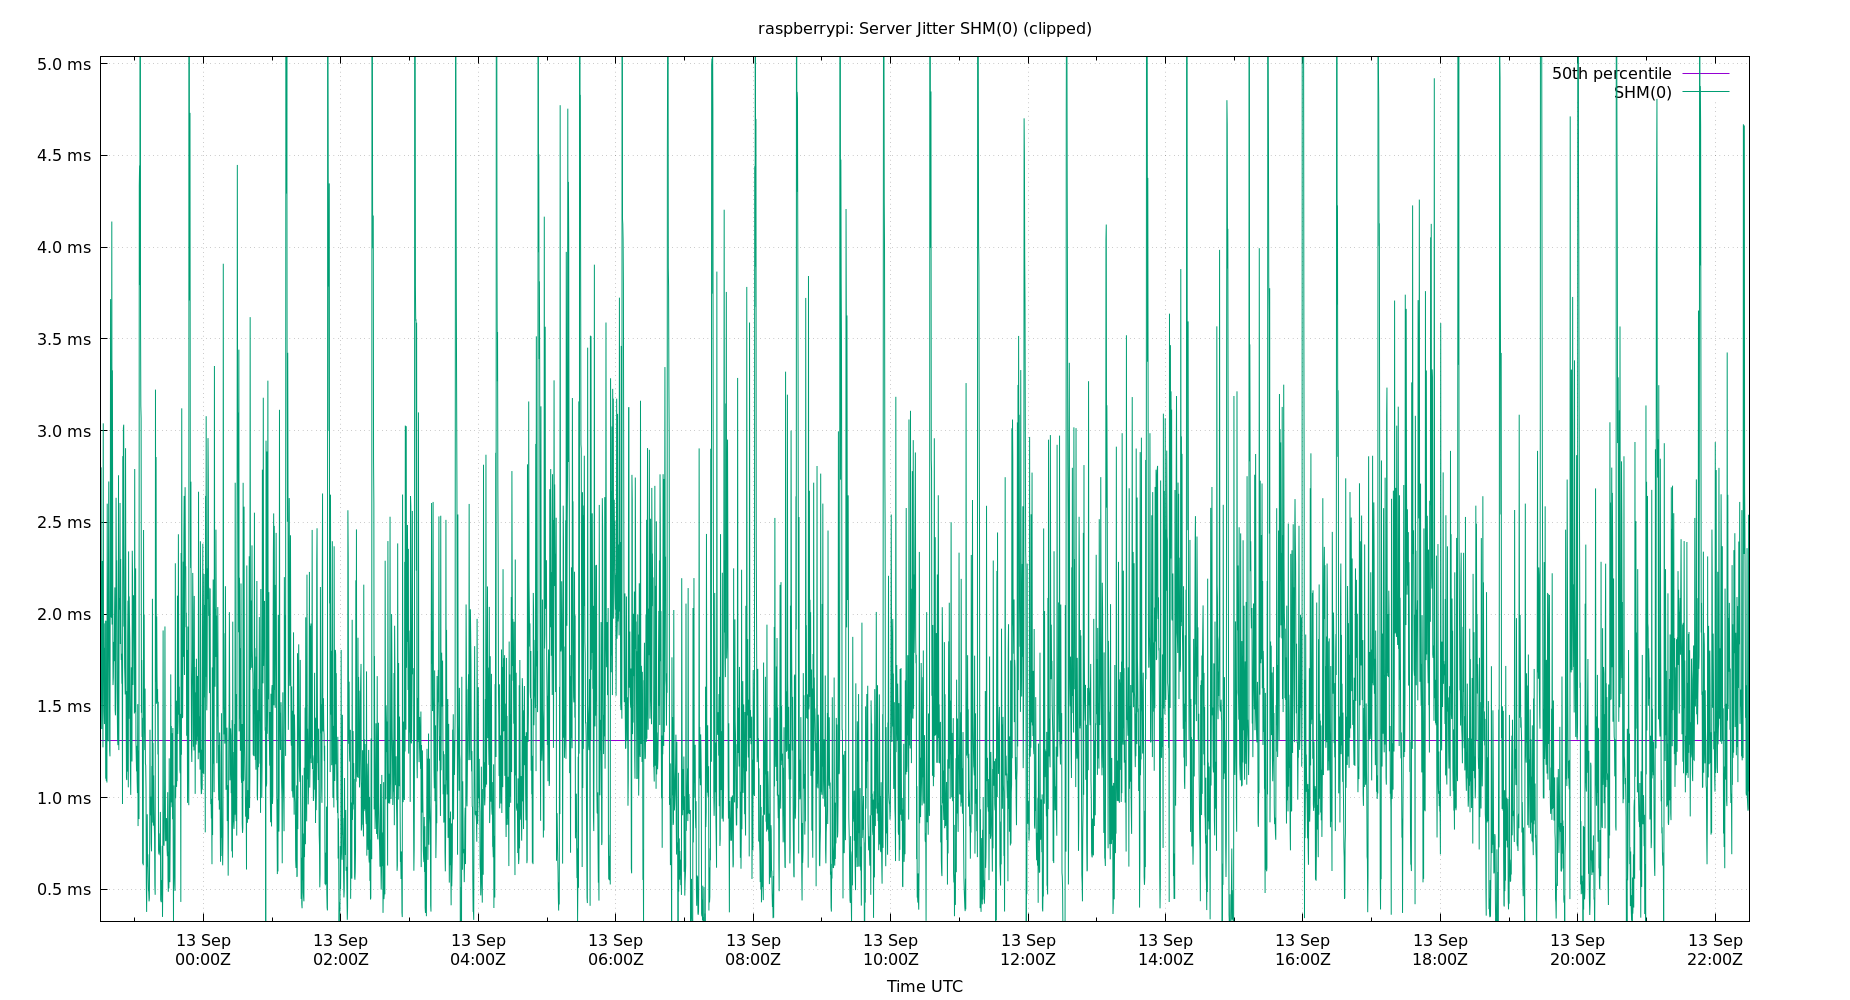 raspberrypi: Server Jitter SHM(0) (clipped)
50th percentile
SHM(0)
5.0 ms
4.5 ms
4.0 ms
3.5 ms
3.0 ms
2.5 ms
2.0 ms
1.5 ms
1.0 ms
0.5 ms
13 Sep 13 Sep 13 Sep 13 Sep 13 Sep 13 Sep 13 Sep 13 Sep 13 Sep 13 Sep 13 Sep 13 Sep
00:00Z 02:00Z 04:00Z 06:00Z 08:00Z 10:00Z 12:00Z 14:00Z 16:00Z 18:00Z 20:00Z 22:00Z
Time UTC